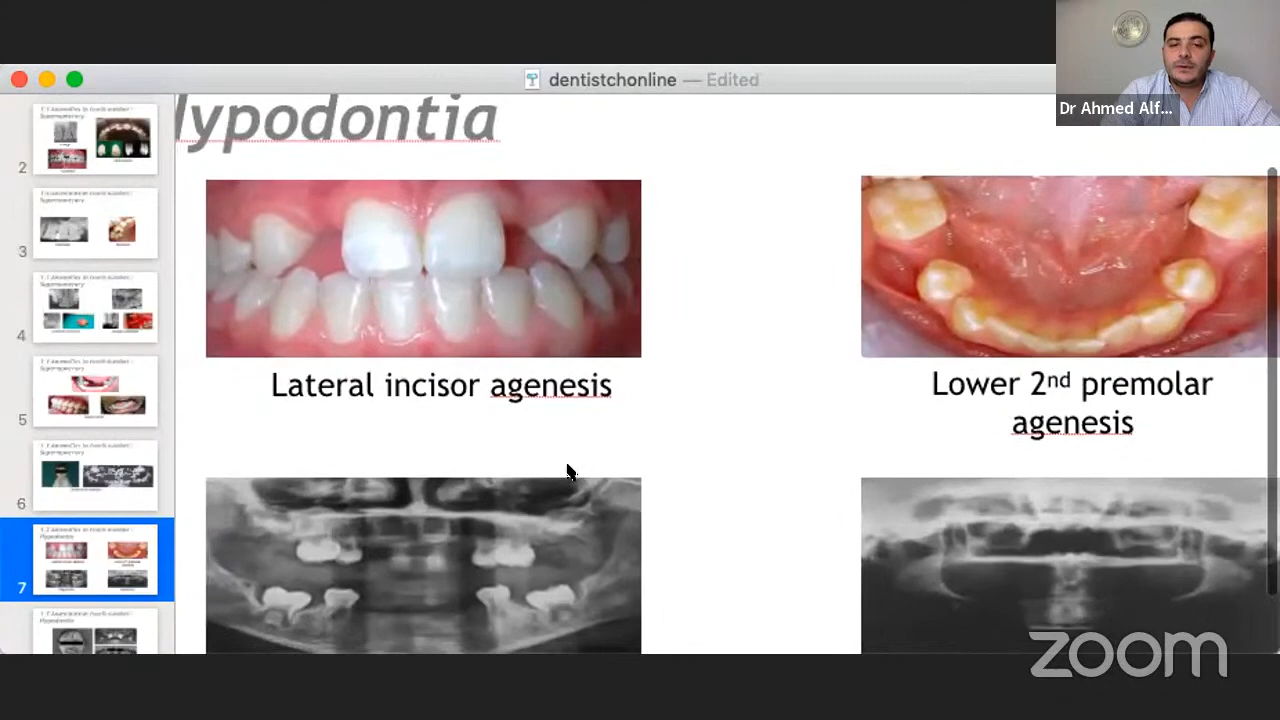 dentistchonline — Edited
Dr Ahmed Alf...
ypodontia
Lateral incisor agenesis
Lower 2nd premolar
agenesis
2
3
4
5
6
7
zoom